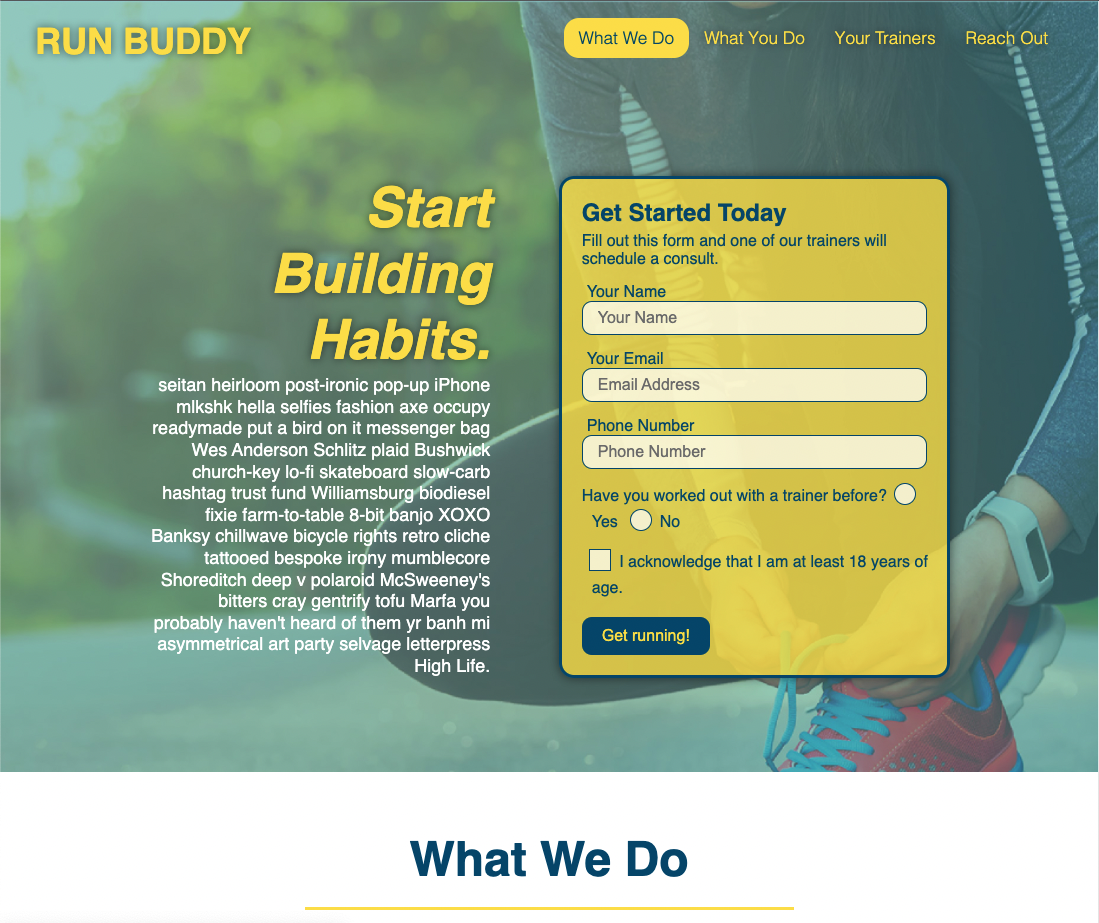 RUN BUDDY
What We Do
What You Do
Your Trainers
Reach Out
Start
Building
Habits.
seitan heirloom post-ironic pop-up iPhone
mlkshk hella selfies fashion axe occupy
readymade put a bird on it messenger bag
Wes Anderson Schlitz plaid Bushwick
church-key lo-fi skateboard slow-carb
hashtag trust fund Williamsburg biodiesel
fixie farm-to-table 8-bit banjo XOXO
Banksy chillwave bicycle rights retro cliche
tattooed bespoke irony mumblecore
Shoreditch deep v polaroid McSweeney's
bitters cray gentrify tofu Marfa you
probably haven't heard of them yr banh mi
asymmetrical art party selvage letterpress
High Life.
Get Started Today
Fill out this form and one of our trainers will
schedule a consult.
Your Name
Your Name
Your Email
Email Address
Phone Number
Phone Number
Have you worked out with a trainer before?
Yes No
I acknowledge that I am at least 18 years of
age.
Get running!
What We Do